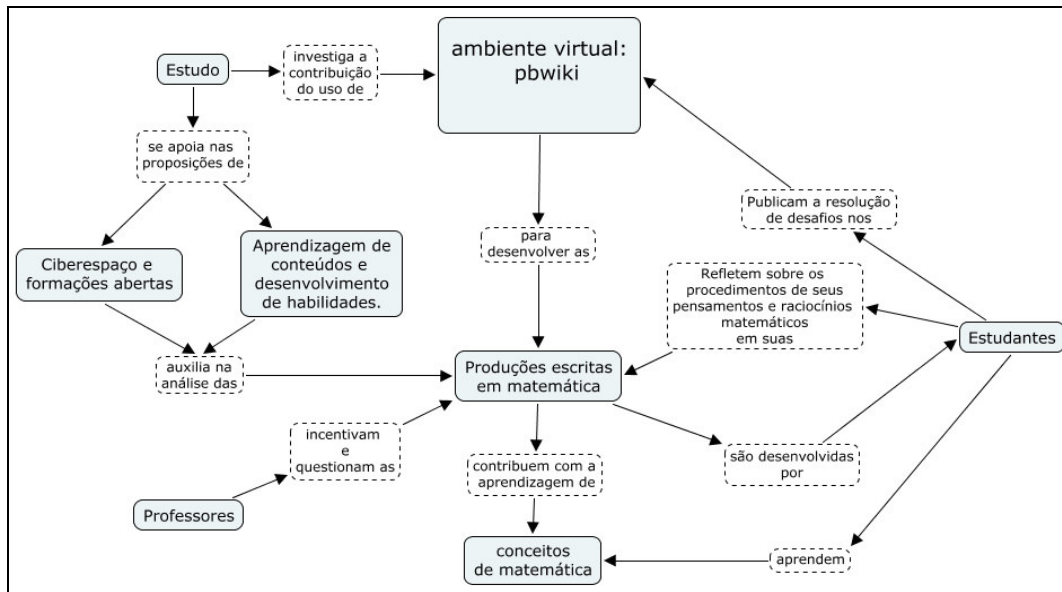 ambiente virtual:
pbwiki
Estudo
investiga a
contribuição
do uso de
se apoia nas
proposições de
Publicam a resolução
de desafios nos
Ciberespaço e
formações abertas
Aprendizagem de
conteúdos e
desenvolvimento
de habilidades.
para
desenvolver as
Refletem sobre os
procedimentos de seus
pensamentos e raciocínios
matemáticos
em suas
Estudantes
auxilia na
análise das
Produções escritas
em matemática
incentivam
e
questionam as
contribuem com a
aprendizagem de
são desenvolvidas
por
Professores
conceitos
de matemática
aprendem